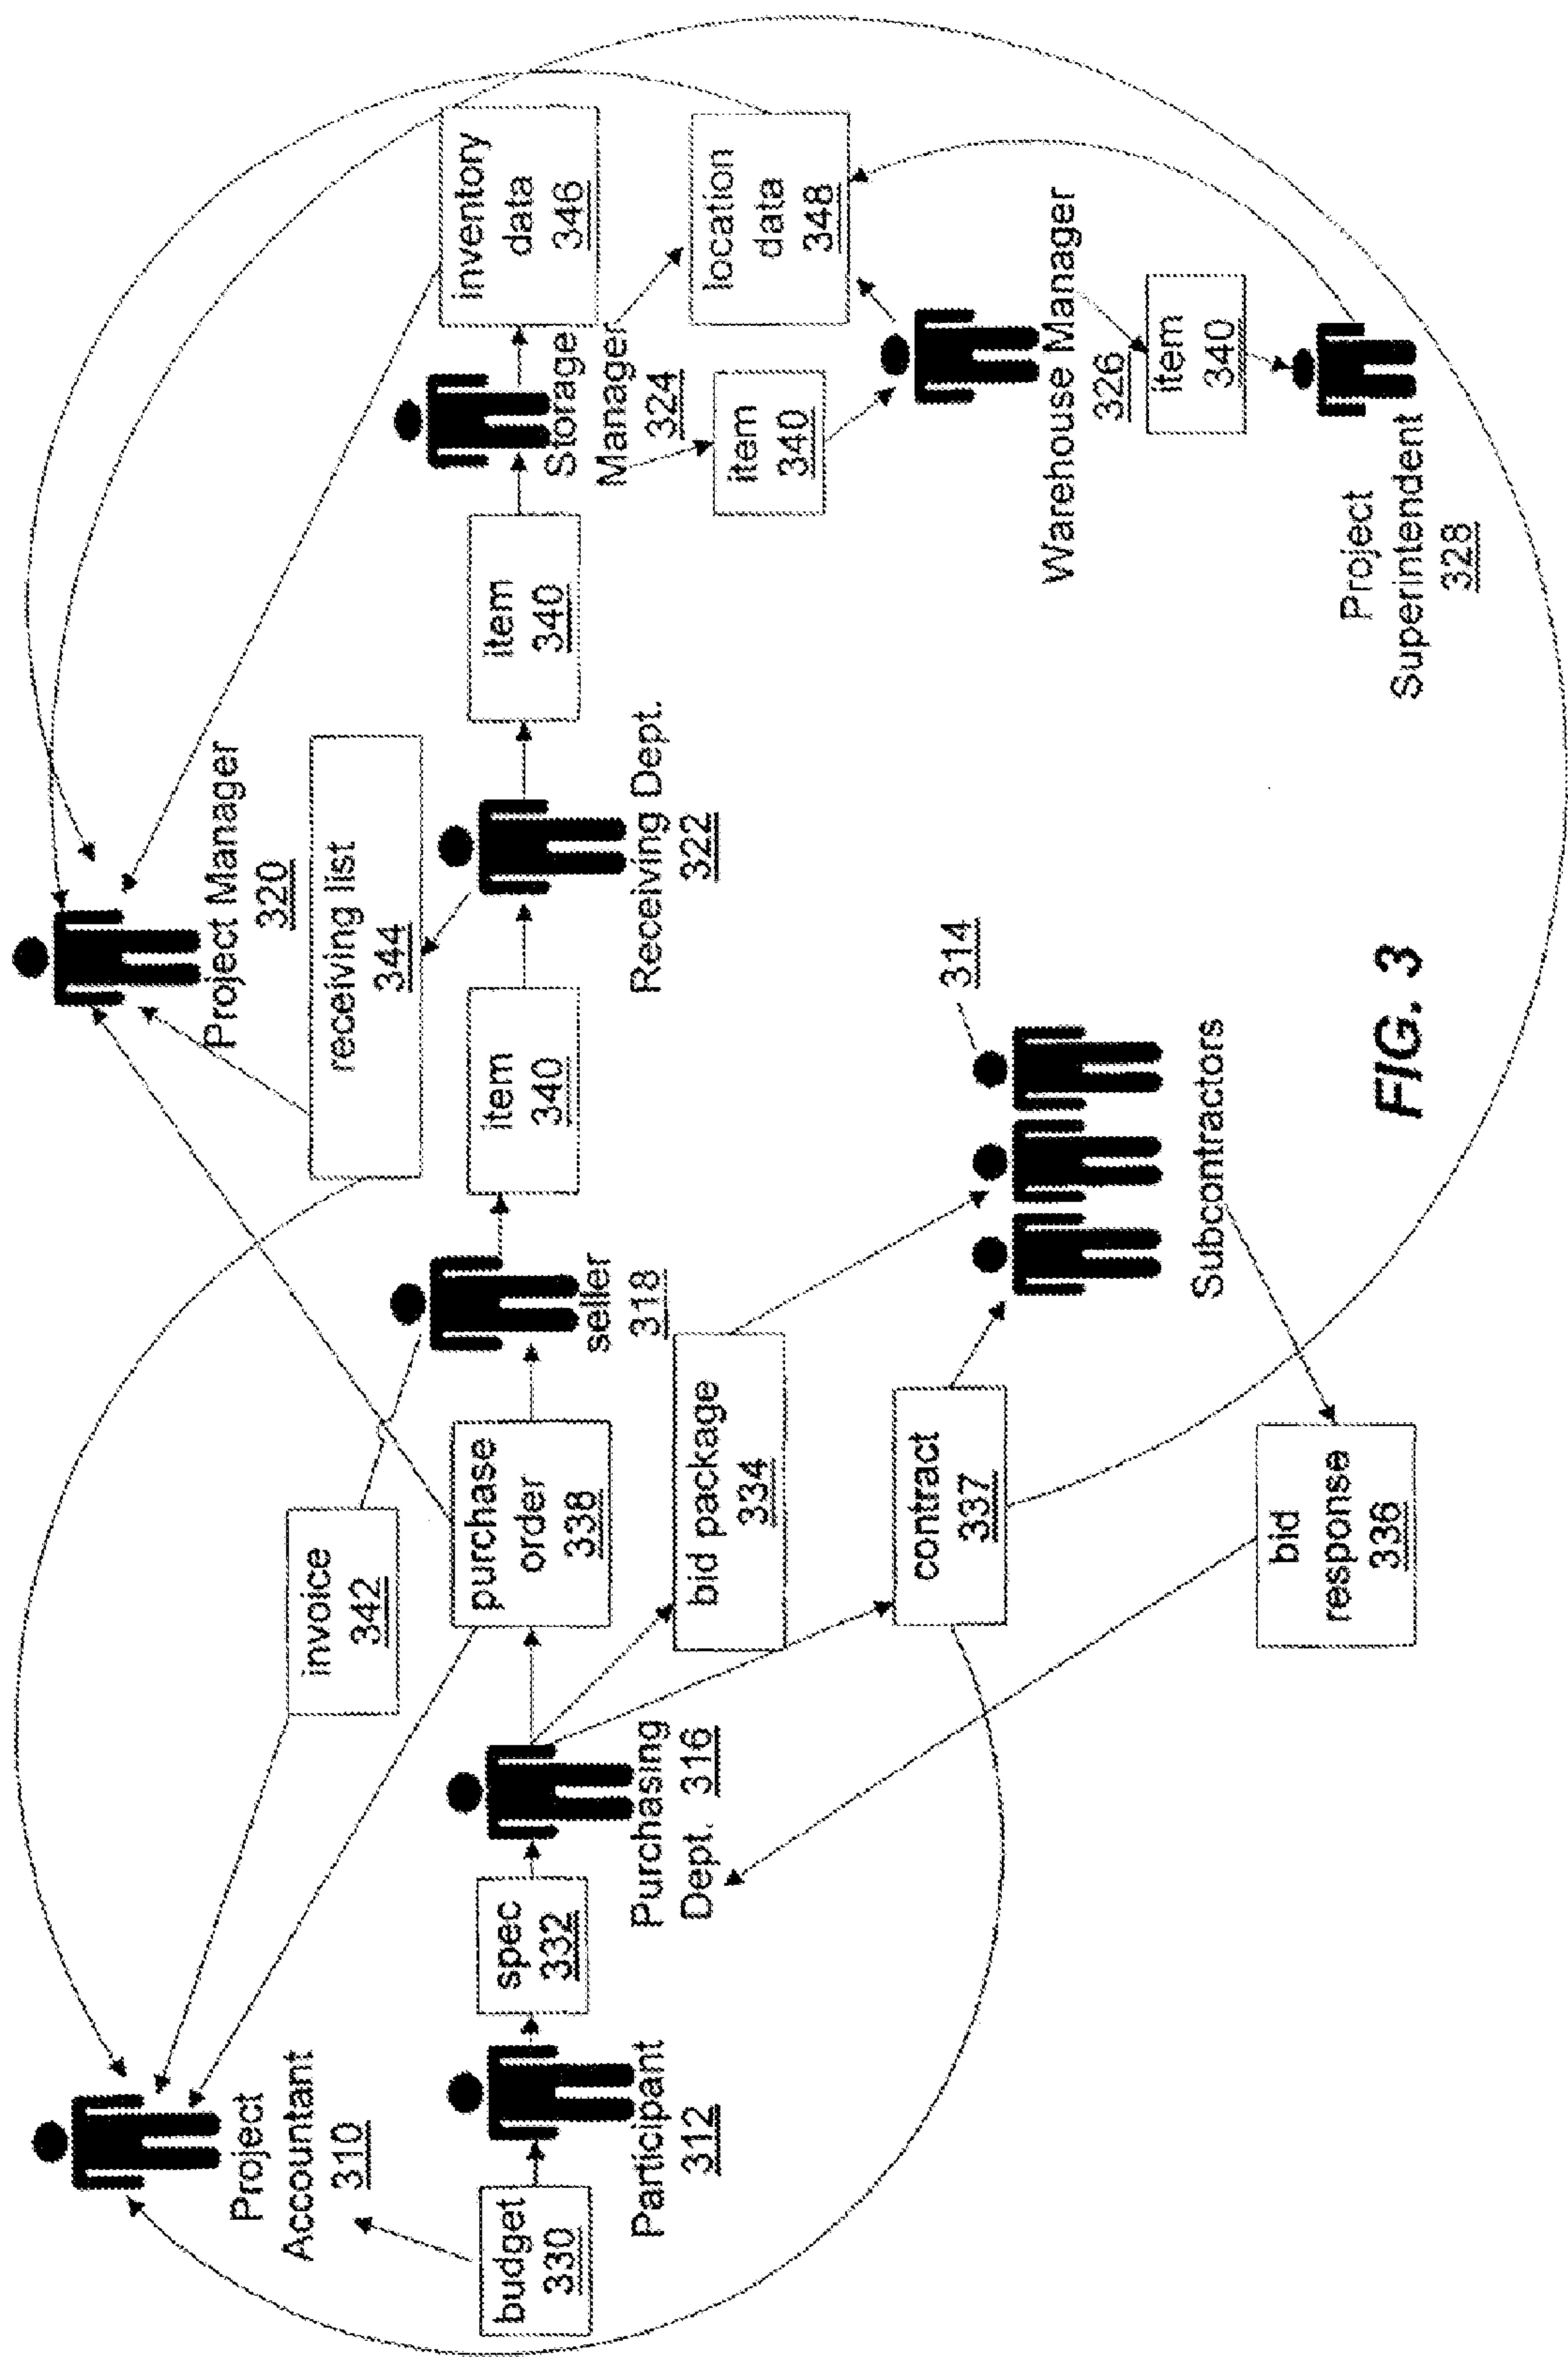 Project
Accountant
310
budget
330
Participant
312
spec
332
Purchasing
Dept. 316
invoice
342
purchase
order
338
bid package
334
contract
337
bid
response
336
seller
318
Subcontractors
314
item
340
receiving list
344
Project Manager
320
Receiving Dept.
322
item
340
Storage
Manager
324
inventory
data
346
location
data
348
item
340
Warehouse Manager
326
item
340
Project
Superintendent
328
FIG. 3